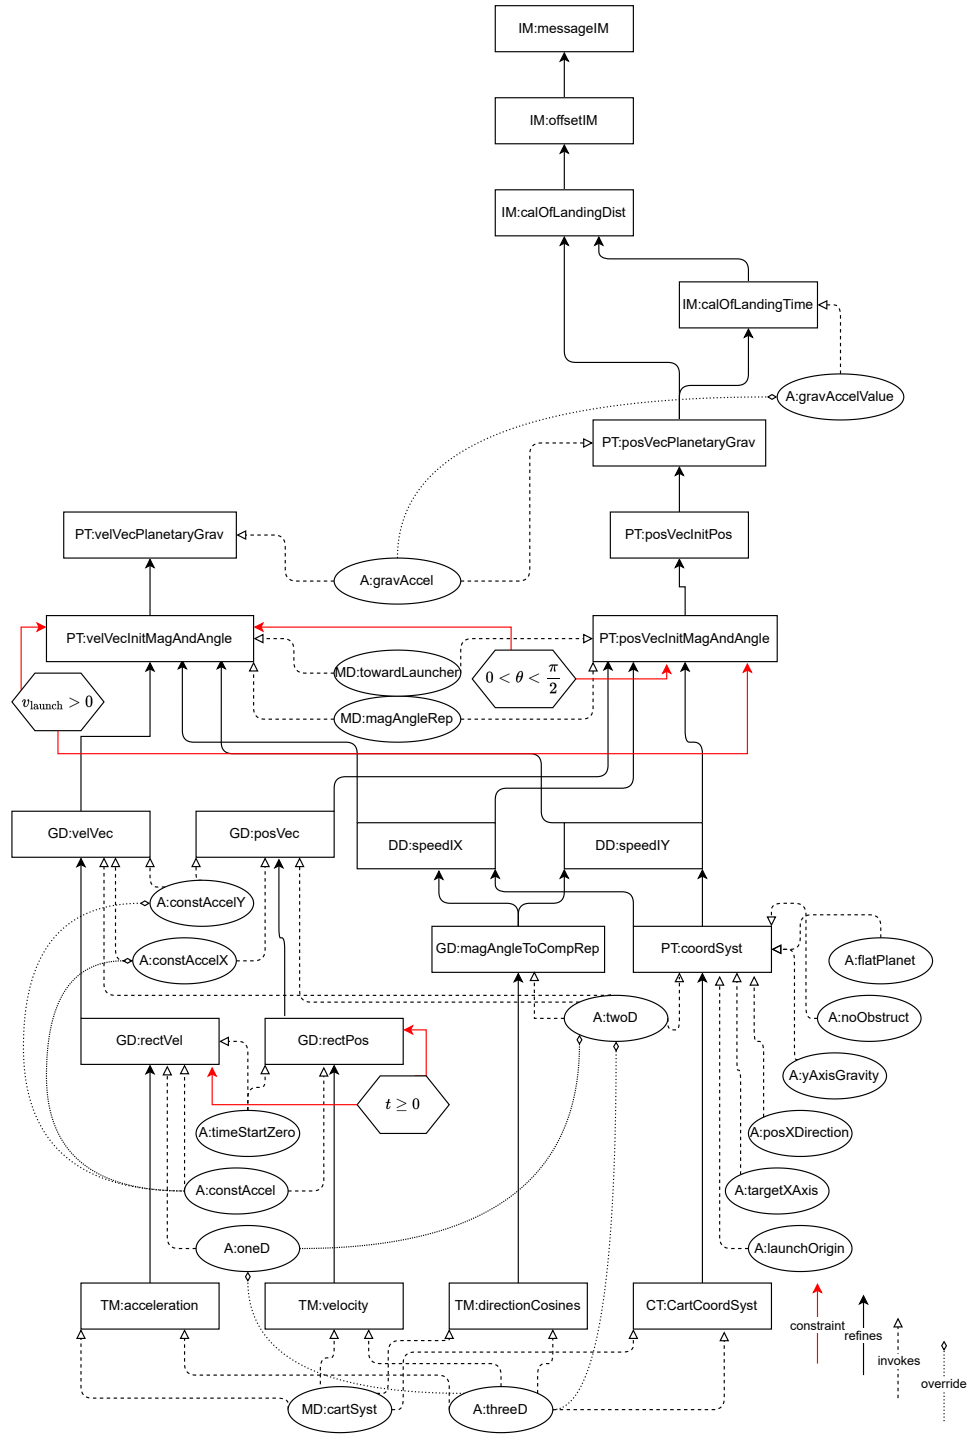 IM:messageIM
IM:offsetIM
IM:calOfLandingDist
IM:calOfLandingTime
A:gravAccelValue
PT:posVecPlanetaryGrav
PT:velVecPlanetaryGrav
PT:posVecInitPos
A:gravAccel
PT:velVecInitMagAndAngle
PT:posVecInitMagAndAngle
MD:towardLauncher
0 < θ < π/2
v_launch > 0
MD:magAngleRep
GD:velVec
GD:posVec
DD:speedIX
DD:speedIY
A:constAccelY
GD:magAngleToCompRep
PT:coordSyst
A:constAccelX
A:flatPlanet
A:twoD
A:noObstruct
GD:rectVel
GD:rectPos
A:yAxisGravity
t ≥ 0
A:timeStartZero
A:posXDirection
A:constAccel
A:targetXAxis
A:oneD
A:launchOrigin
TM:acceleration
TM:velocity
TM:directionCosines
CT:CartCoordSyst
constraint
refines
invokes
override
MD:cartSyst
A:threeD